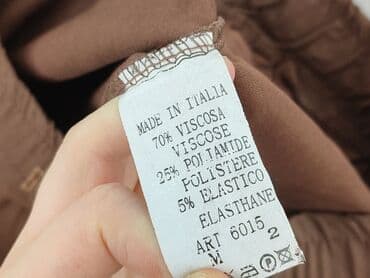 MADE IN ITALIA
70% VISCOSA
VISCOSE
25% POLIAMIDE
POLISTERE
5% ELASTICO
ELASTHANE
ART 6015
M 2